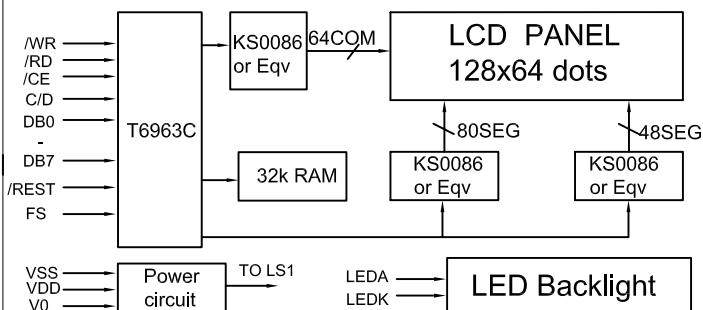 /WR
/RD
/CE
C/D
DB0
-
DB7
/REST
FS
T6963C
KS0086
or Eqv
64COM
LCD PANEL
128x64 dots
80SEG
48SEG
32k RAM
KS0086
or Eqv
KS0086
or Eqv
VSS
VDD
V0
Power
circuit
TO LS1
LEDA
LEDK
LED Backlight